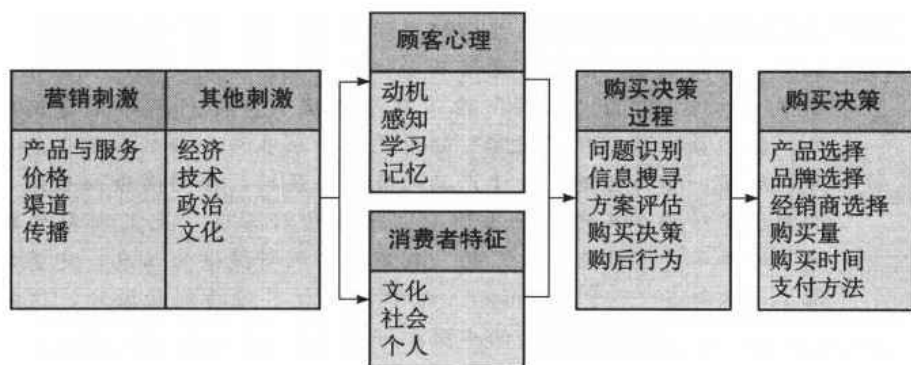 营销刺激
产品与服务
价格
渠道
传播
其他刺激
经济
技术
政治
文化
顾客心理
动机
感知
学习
记忆
消费者特征
文化
社会
个人
购买决策
过程
问题识别
信息搜寻
方案评估
购买决策
购后行为
购买决策
产品选择
品牌选择
经销商选择
购买量
购买时间
支付方法